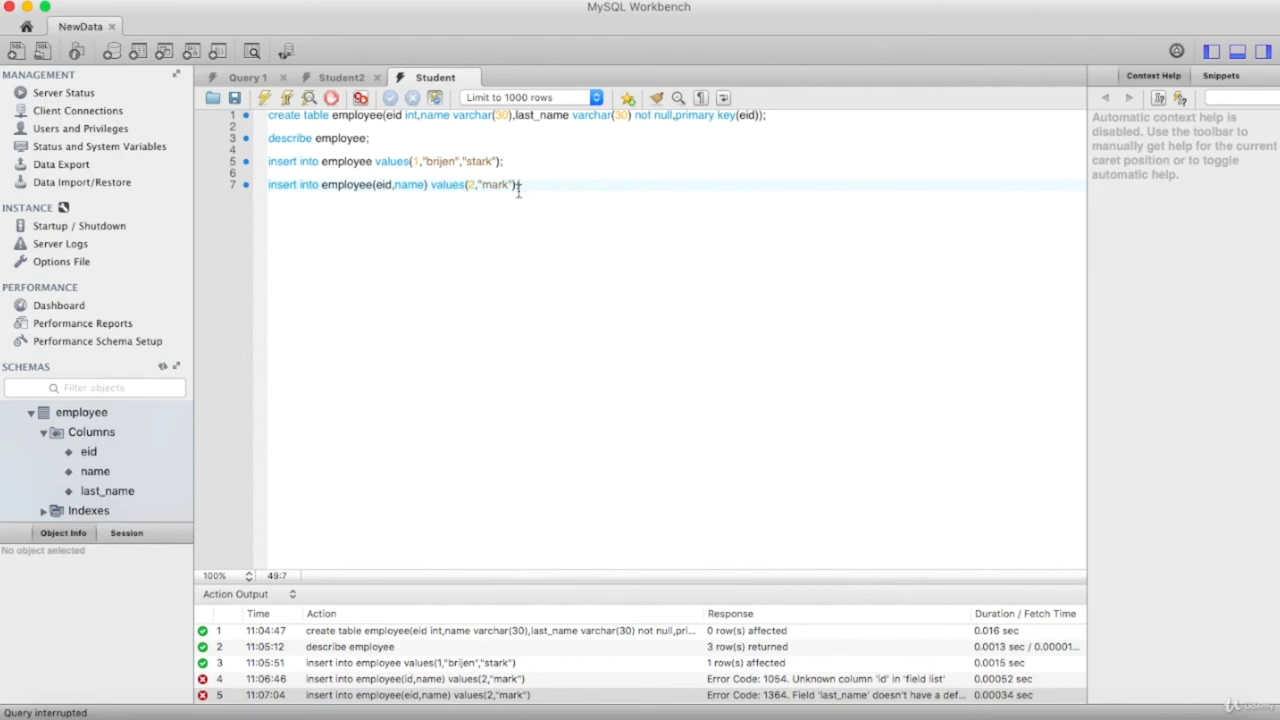 MySQL Workbench
NewData
MANAGEMENT
Server Status
Client Connections
Users and Privileges
Status and System Variables
Data Export
Data Import/Restore
INSTANCE
Startup / Shutdown
Server Logs
Options File
PERFORMANCE
Dashboard
Performance Reports
Performance Schema Setup
SCHEMAS
Filter objects
employee
Columns
eid
name
last_name
Indexes
Object Info Session
No object selected
Query 1 Student2 Student
Limit to 1000 rows
1 create table employee(eid int,name varchar(30),last_name varchar(30) not null,primary key(eid));
2
3 describe employee;
4
5 insert into employee values(1,"brijen","stark");
6
7 insert into employee(eid,name) values(2,"mark");
100% 49:7
Action Output
Time Action Response Duration / Fetch Time
1 11:04:47 create table employee(eid int,name varchar(30),last_name varchar(30) not null,pri... 0 row(s) affected 0.016 sec
2 11:05:12 describe employee 3 row(s) returned 0.0013 sec / 0.00001...
3 11:05:51 insert into employee values(1,"brijen","stark") 1 row(s) affected 0.0015 sec
4 11:06:46 insert into employee(id,name) values(2,"mark") Error Code: 1054. Unknown column 'id' in 'field list' 0.00052 sec
5 11:07:04 insert into employee(eid,name) values(2,"mark") Error Code: 1364. Field 'last_name' doesn't have a def... 0.00034 sec
Context Help Snippets
Automatic context help is
disabled. Use the toolbar to
manually get help for the current
caret position or to toggle
automatic help.
Query interrupted
Udemy